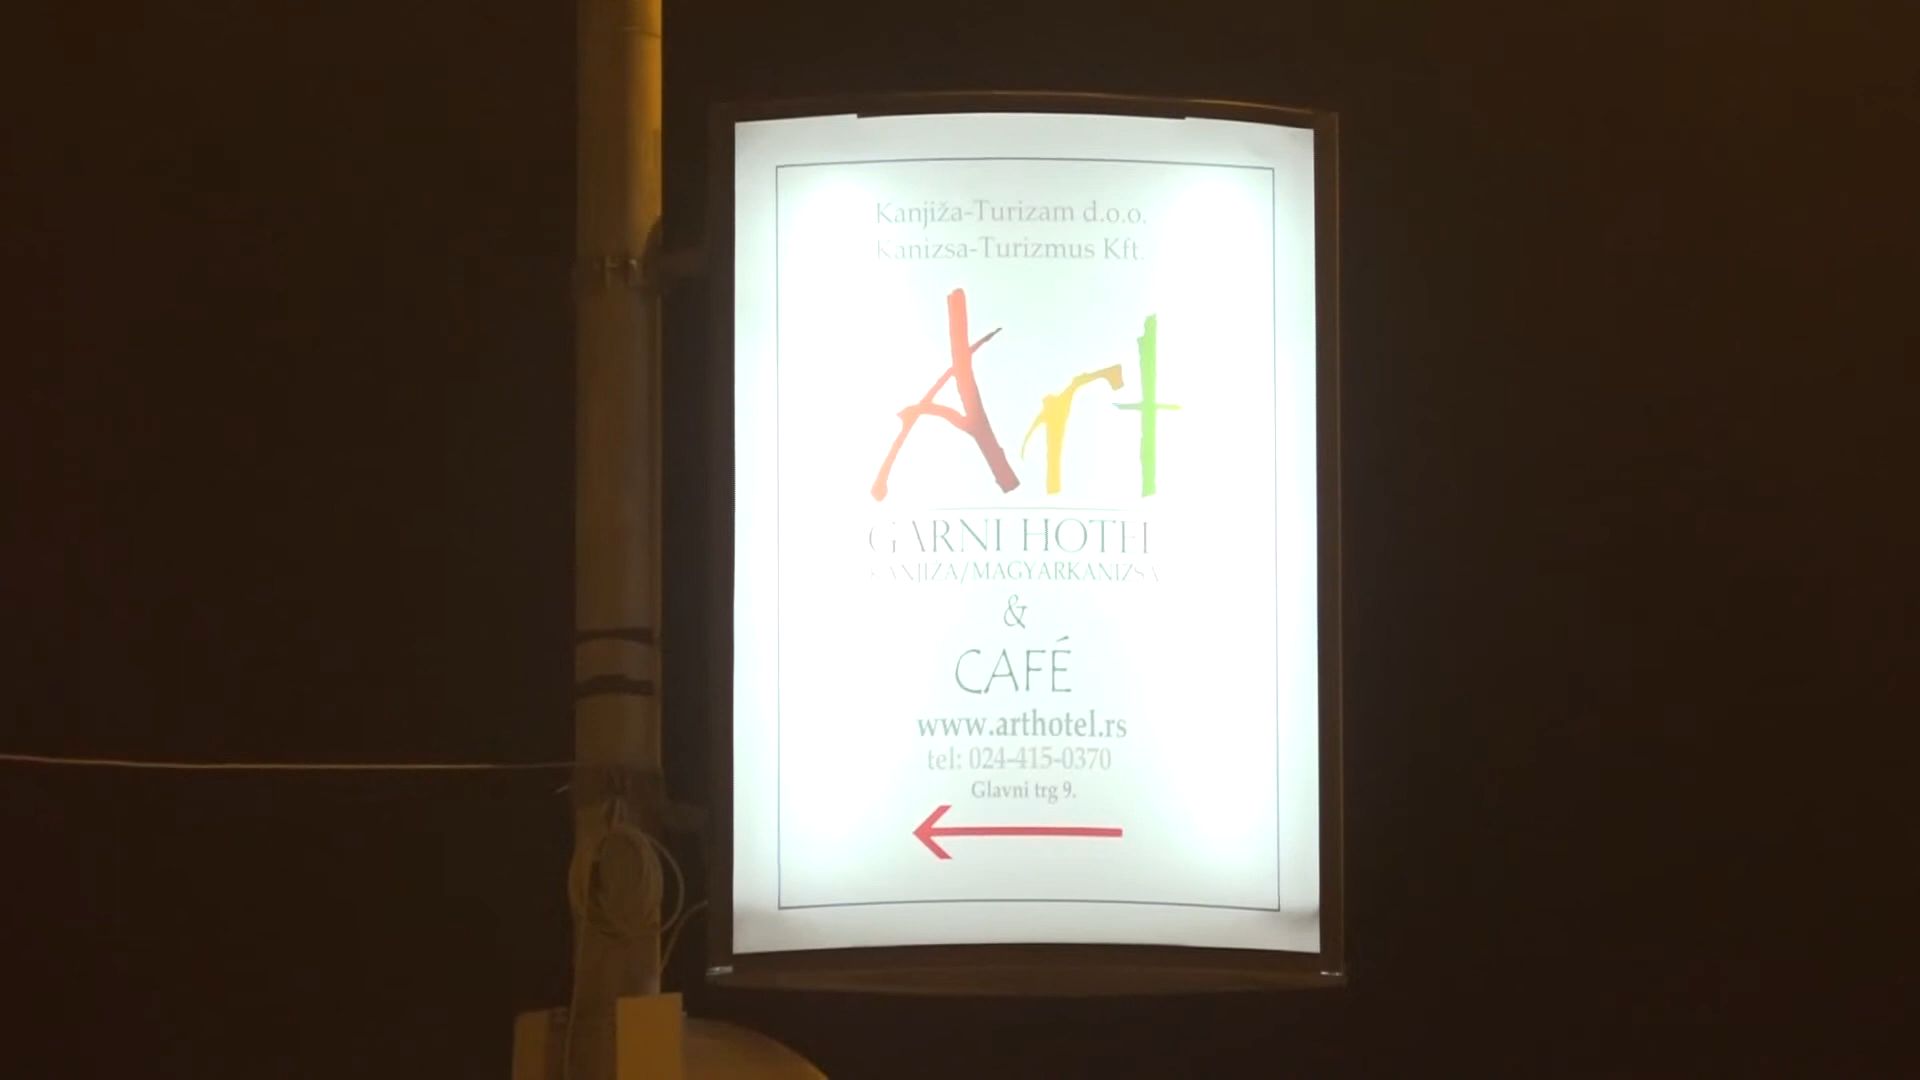 Kanjiža-Turizam d.o.o.
Kanizsa-Turizmus Kft.
Art
GARNI HOTEL
KANJIŽA/MAGYARKANIZSA
&
CAFÉ
www.arthotel.rs
tel: 024-415-0370
Glavni trg 9.